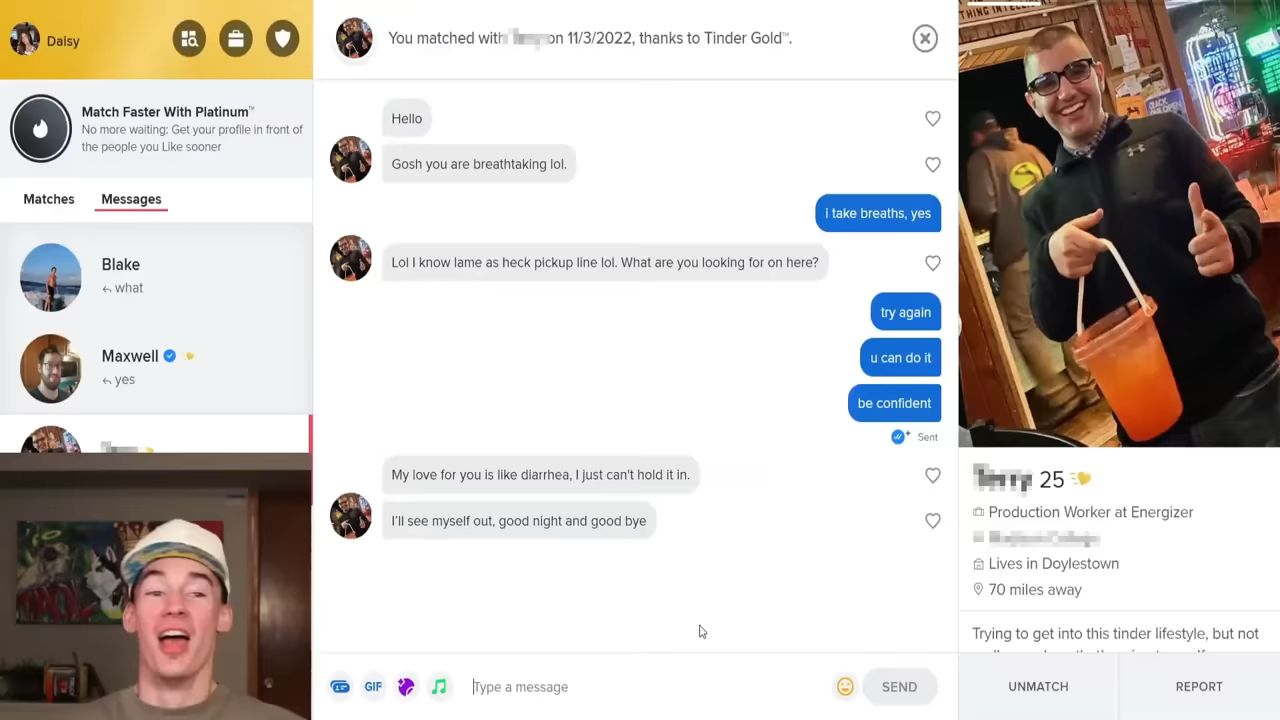 Daisy
Match Faster With Platinum™
No more waiting: Get your profile in front of
the people you Like sooner
Matches
Messages
Blake
what
Maxwell
yes
You matched with
on 11/3/2022, thanks to Tinder Gold™.
Hello
Gosh you are breathtaking lol.
i take breaths, yes
Lol I know lame as heck pickup line lol. What are you looking for on here?
try again
u can do it
be confident
Sent
My love for you is like diarrhea, I just can't hold it in.
I'll see myself out, good night and good bye
GIF
Type a message
SEND
25
Production Worker at Energizer
Lives in Doylestown
70 miles away
Trying to get into this tinder lifestyle, but not
UNMATCH
REPORT